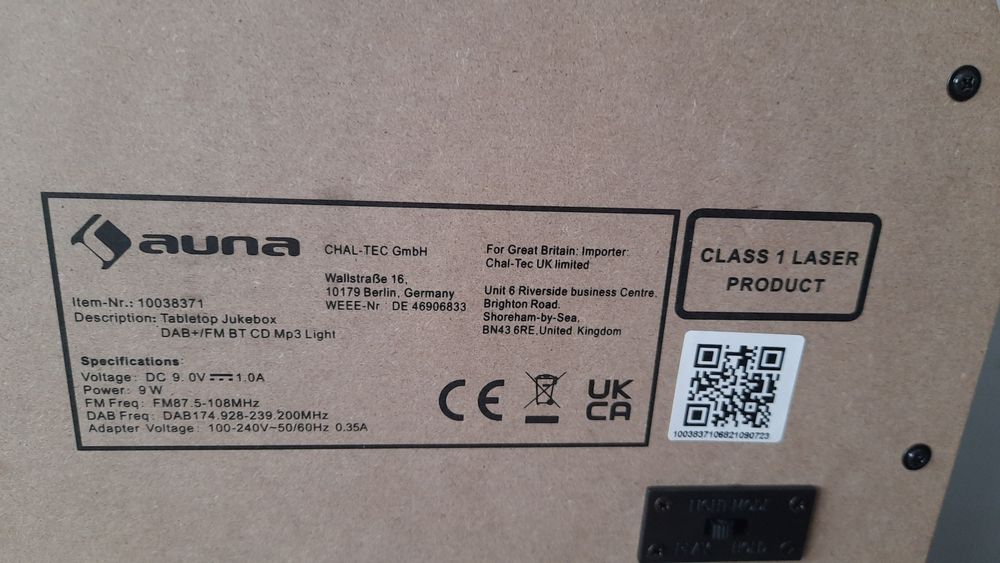 auna
CHAL-TEC GmbH
Wallstraße 16,
10179 Berlin, Germany
WEEE-Nr: DE 46906833
For Great Britain: Importer:
Chal-Tec UK limited
Unit 6 Riverside business Centre,
Brighton Road,
Shoreham-by-Sea,
BN43 6RE, United Kingdom
Item-Nr.: 10038371
Description: Tabletop Jukebox
DAB+/FM BT CD Mp3 Light
Specifications:
Voltage: DC 9.0V⎓1.0A
Power: 9 W
FM Freq: FM87.5-108MHz
DAB Freq: DAB174.928-239.200MHz
Adapter Voltage: 100-240V~50/60Hz 0.35A
CE
UK
CA
CLASS 1 LASER
PRODUCT
1003837106821090723